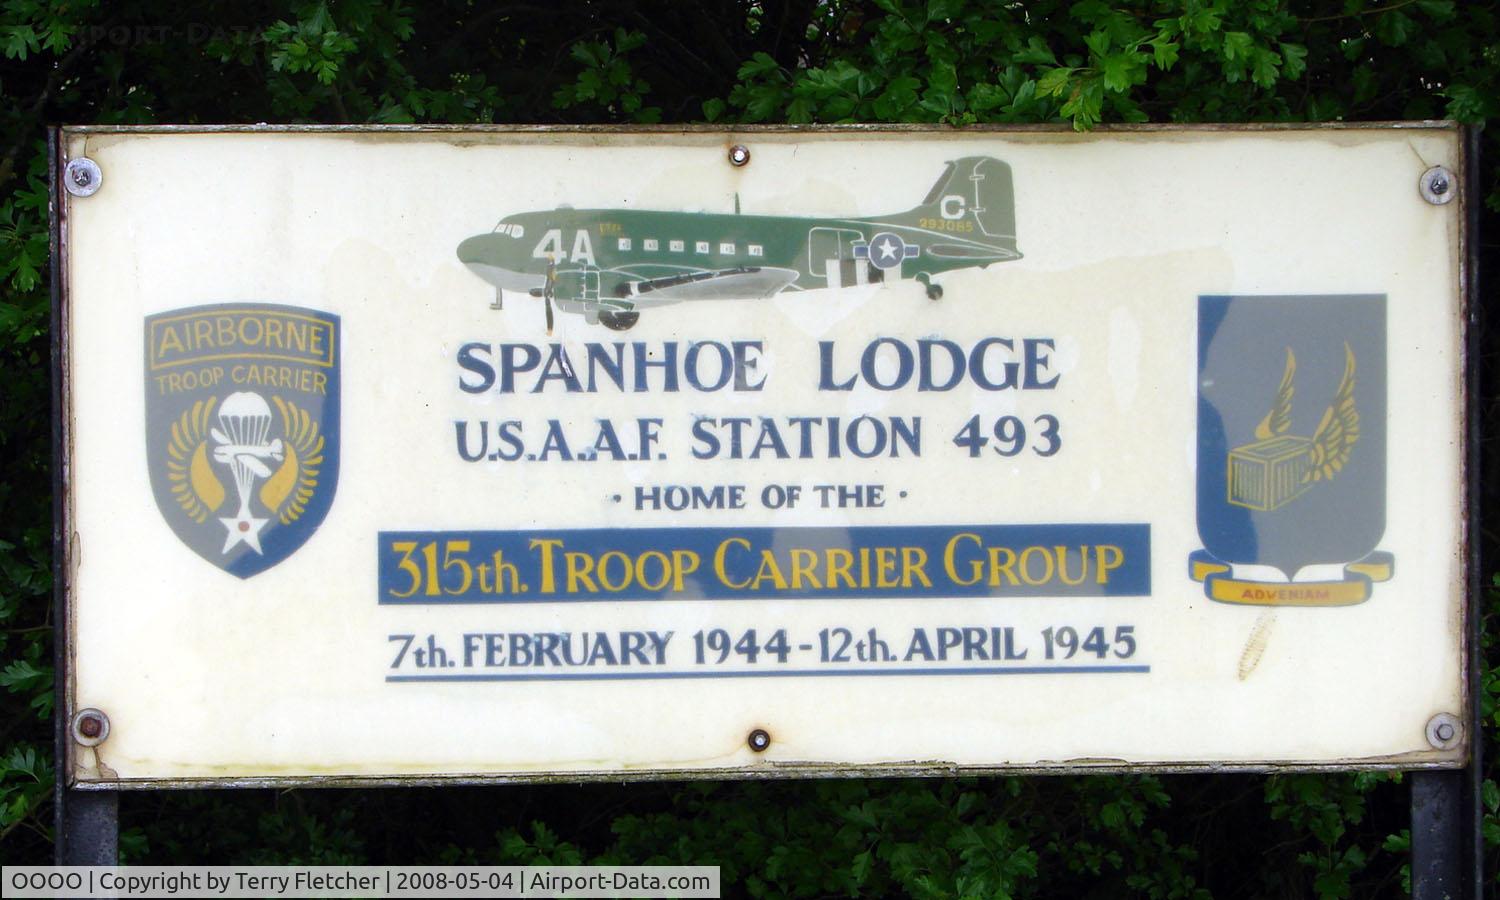 4A
C
293085
AIRBORNE
TROOP CARRIER
SPANHOE LODGE
U.S.A.A.F. STATION 493
· HOME OF THE ·
315th. TROOP CARRIER GROUP
7th. FEBRUARY 1944 - 12th. APRIL 1945
ADVENIAM
OOOO | Copyright by Terry Fletcher | 2008-05-04 | Airport-Data.com